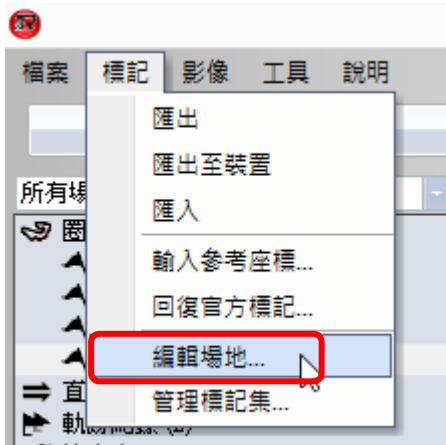 檔案 標記 影像 工具 說明
匯出
匯出至裝置
匯入
輸入參考座標...
回復官方標記...
編輯場地...
管理標記集...
所有場
圈
直